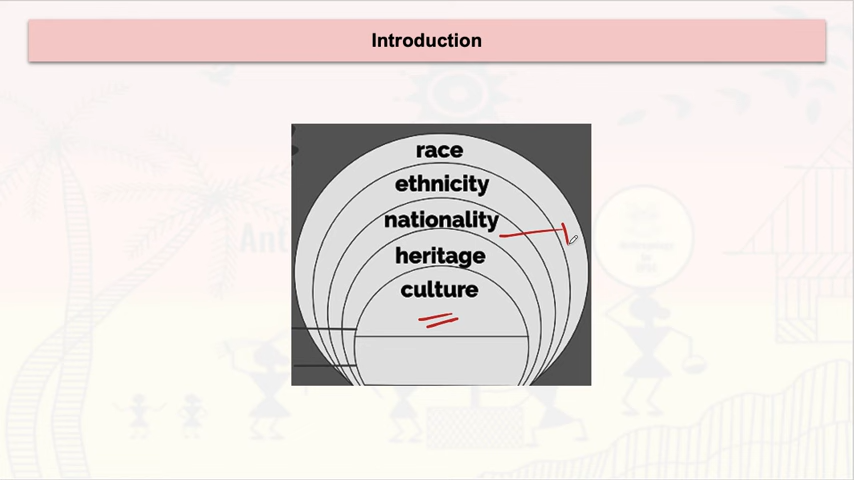 Introduction
race
ethnicity
nationality
heritage
culture